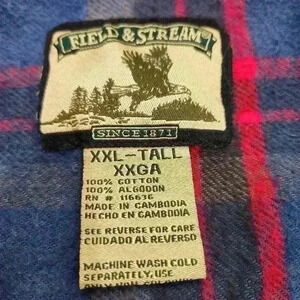 FIELD & STREAM
SINCE 1871
XXL-TALL
XXGA
100% COTTON
100% ALGODON
RN # 116636
MADE IN CAMBODIA
HECHO EN CAMBODIA
SEE REVERSE FOR CARE
CUIDADO AL REVERSO
MACHINE WASH COLD
SEPARATELY, USE